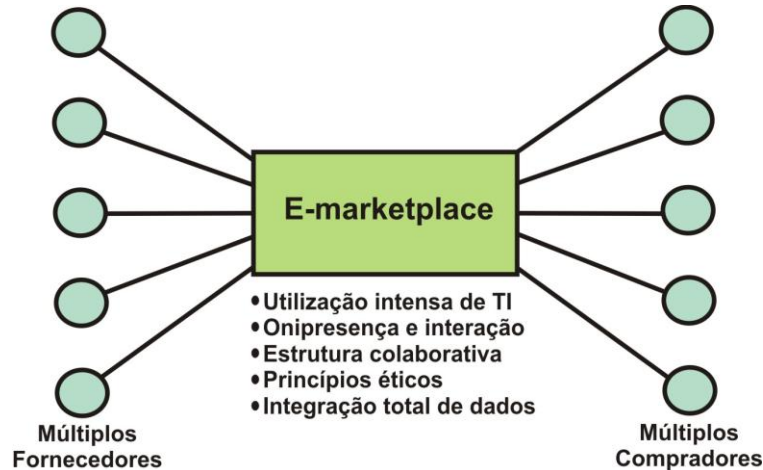 E-marketplace
•Utilização intensa de TI
•Onipresença e interação
•Estrutura colaborativa
•Princípios éticos
•Integração total de dados
Múltiplos
Fornecedores
Múltiplos
Compradores